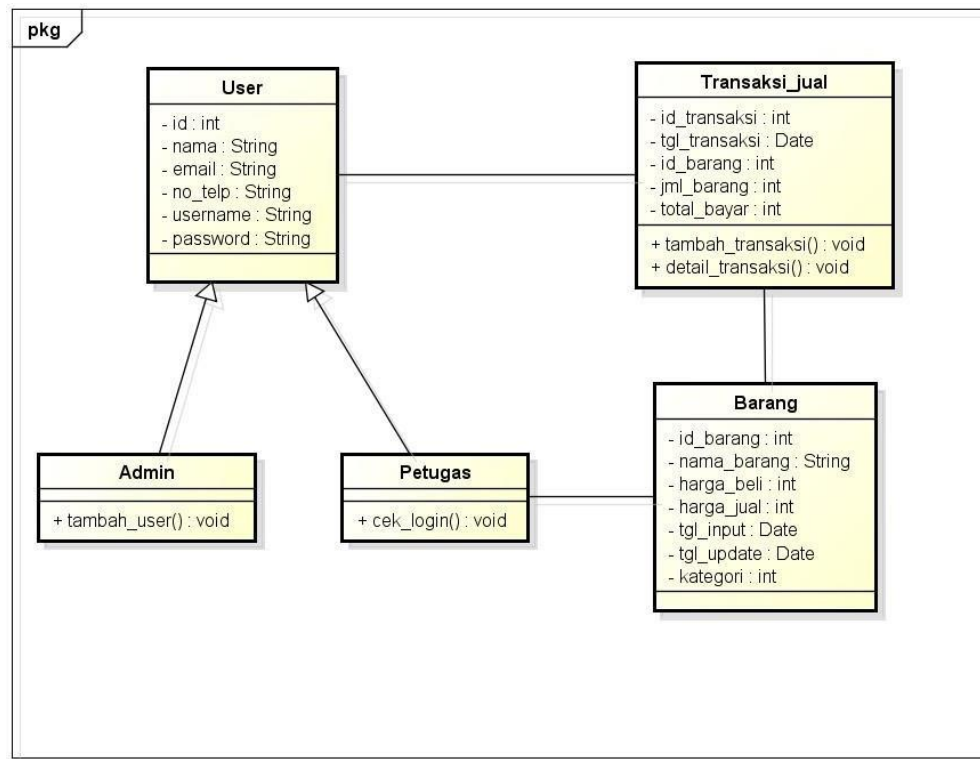 pkg
User
- id : int
- nama : String
- email : String
- no_telp : String
- username : String
- password : String
Transaksi_jual
- id_transaksi : int
- tgl_transaksi : Date
- id_barang : int
- jml_barang : int
- total_bayar : int
+ tambah_transaksi() : void
+ detail_transaksi() : void
Admin
+ tambah_user() : void
Petugas
+ cek_login() : void
Barang
- id_barang : int
- nama_barang : String
- harga_beli : int
- harga_jual : int
- tgl_input : Date
- tgl_update : Date
- kategori : int